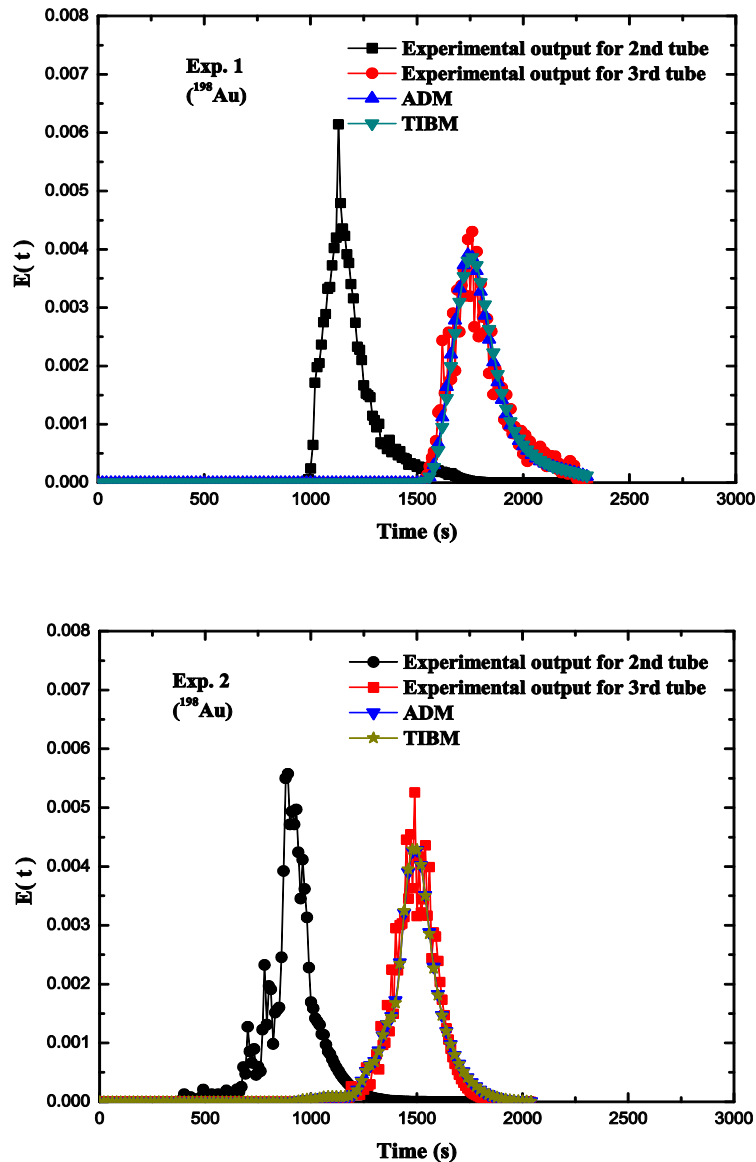 0.008
0.007
0.006
0.005
0.004
0.003
0.002
0.001
0.000
E( t )
Exp. 1
(¹⁹⁸Au)
Experimental output for 2nd tube
Experimental output for 3rd tube
ADM
TIBM
0 500 1000 1500 2000 2500 3000
Time (s)
0.008
0.007
0.006
0.005
0.004
0.003
0.002
0.001
0.000
E( t )
Exp. 2
(¹⁹⁸Au)
Experimental output for 2nd tube
Experimental output for 3rd tube
ADM
TIBM
0 500 1000 1500 2000 2500 3000
Time (s)